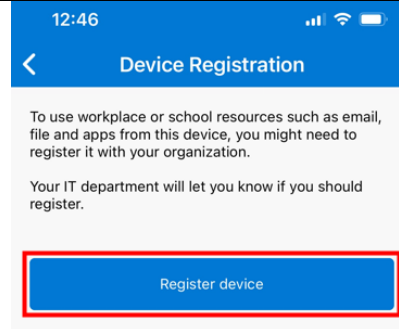 12:46
Device Registration
To use workplace or school resources such as email,
file and apps from this device, you might need to
register it with your organization.
Your IT department will let you know if you should
register.
Register device